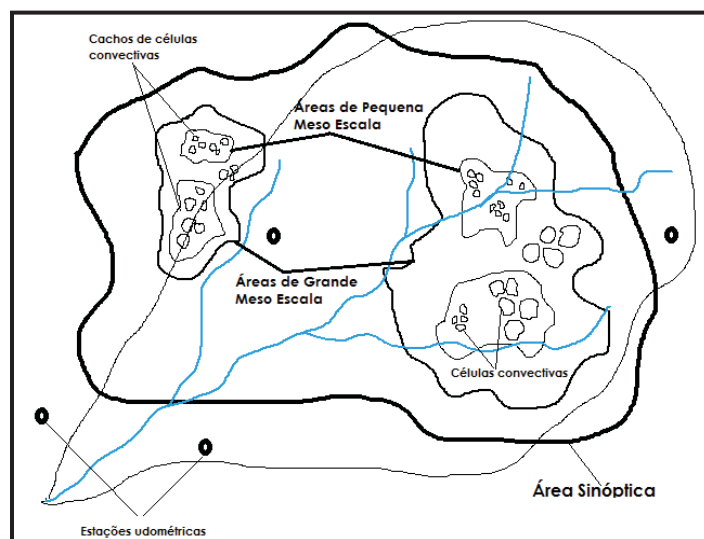 Cachos de células
convectivas
Áreas de Pequena
Meso Escala
Áreas de Grande
Meso Escala
Células convectivas
Área Sinóptica
Estações udométricas